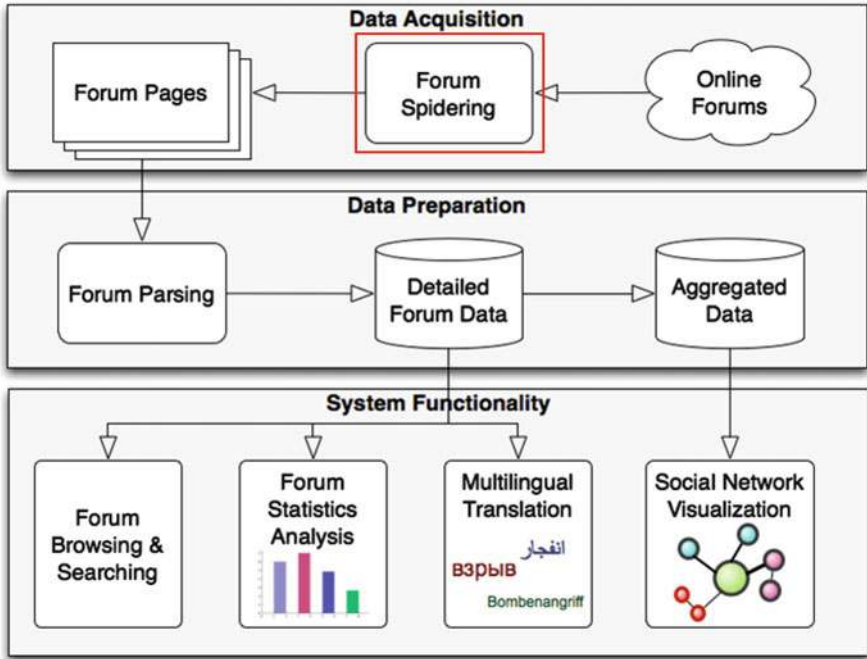 Data Acquisition
Forum Pages
Forum
Spidering
Online
Forums
Data Preparation
Forum Parsing
Detailed
Forum Data
Aggregated
Data
System Functionality
Forum
Browsing &
Searching
Forum
Statistics
Analysis
Multilingual
Translation
انفجار
взрыв
Bombenangriff
Social Network
Visualization